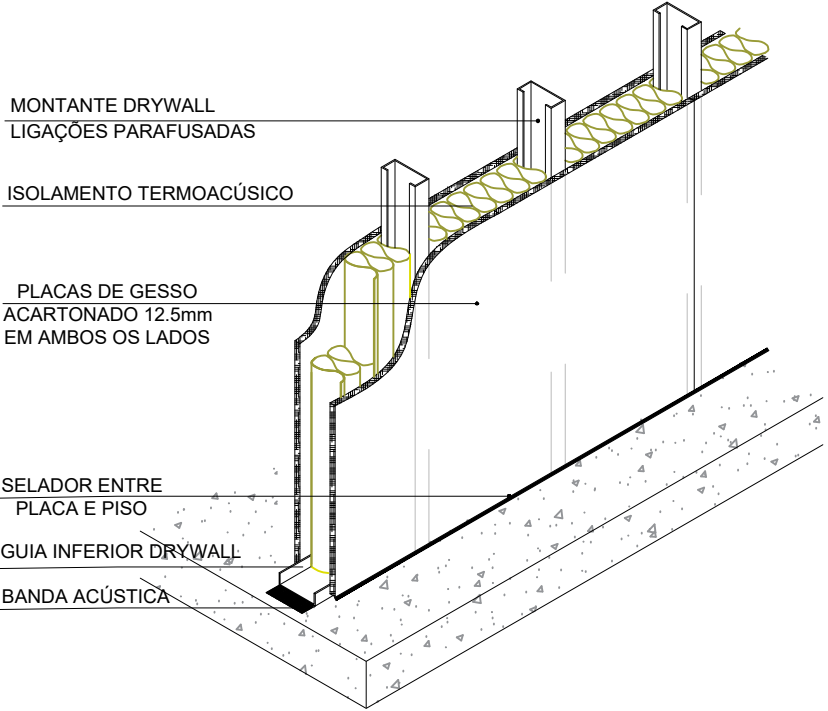 MONTANTE DRYWALL
LIGAÇÕES PARAFUSADAS
ISOLAMENTO TERMOACÚSICO
PLACAS DE GESSO
ACARTONADO 12.5mm
EM AMBOS OS LADOS
SELADOR ENTRE
PLACA E PISO
GUIA INFERIOR DRYWALL
BANDA ACÚSTICA